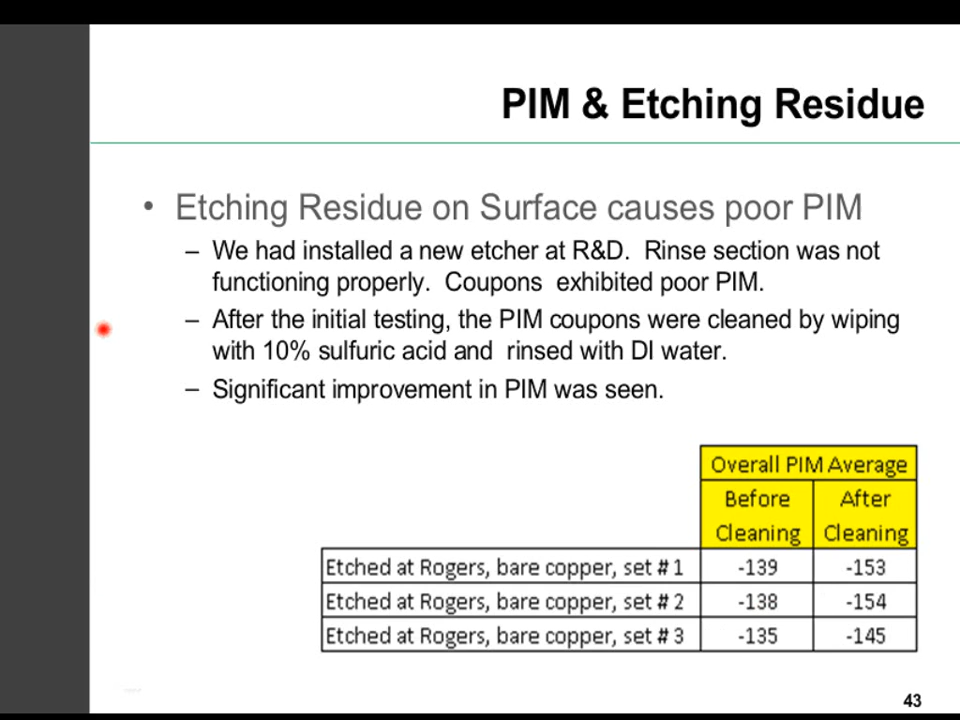 PIM & Etching Residue
• Etching Residue on Surface causes poor PIM
– We had installed a new etcher at R&D. Rinse section was not
functioning properly. Coupons exhibited poor PIM.
– After the initial testing, the PIM coupons were cleaned by wiping
with 10% sulfuric acid and rinsed with DI water.
– Significant improvement in PIM was seen.
Overall PIM Average
Before Cleaning After Cleaning
Etched at Rogers, bare copper, set # 1 -139 -153
Etched at Rogers, bare copper, set # 2 -138 -154
Etched at Rogers, bare copper, set # 3 -135 -145
43